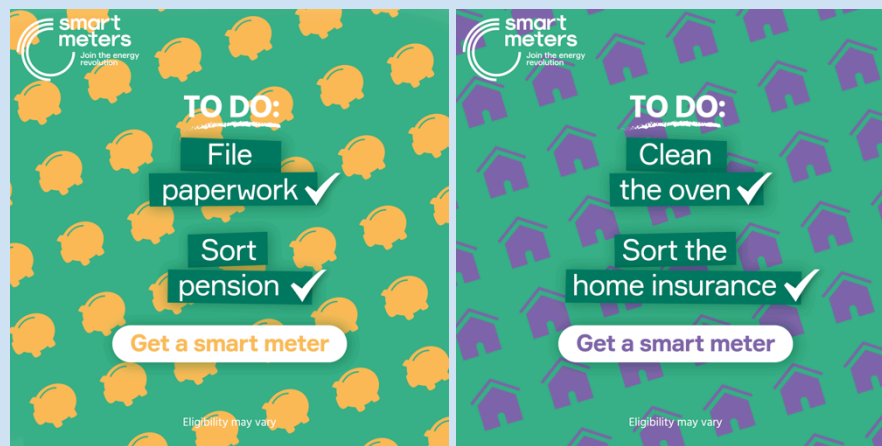 smart
meters
Join the energy
revolution
TO DO:
File
paperwork
Sort
pension
Get a smart meter
Eligibility may vary
smart
meters
Join the energy
revolution
TO DO:
Clean
the oven
Sort the
home insurance
Get a smart meter
Eligibility may vary